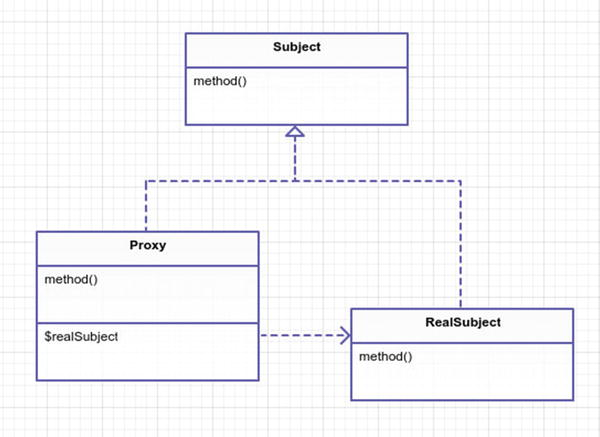 Subject
method()
Proxy
method()
$realSubject
RealSubject
method()